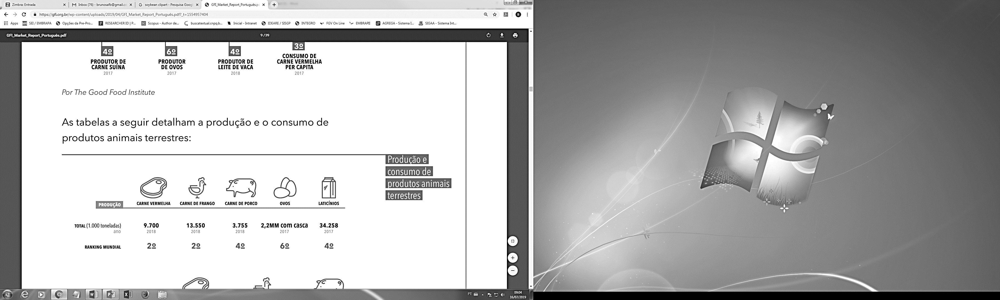 Zimbra: Entrada
Inbox (76) - brunosafb@gmail.co
soybean clipart - Pesquisa Goog
GFI_Market_Report_Português.p
https://gfi.org.br/wp-content/uploads/2019/04/GFI_Market_Report_Português.pdf?_t=1554957404
Apps SEI / EMBRAPA Opções da Pre-Pro... RESEARCHER ID | P... Scopus - Author de... buscatextual.cnpq.b... Inicial - Intranet IDEARE / SISGP INTEGRO FGV On Line EMBRAPII AGREGA - Sistema I... SIGAA - Sistema Int...
GFI_Market_Report_Português.pdf 9 / 39
4º 6º 4º 3º
PRODUTOR DE
CARNE SUÍNA
2017
PRODUTOR
DE OVOS
2017
PRODUTOR DE
LEITE DE VACA
2018
CONSUMO DE
CARNE VERMELHA
PER CAPITA
2017
Por The Good Food Institute
As tabelas a seguir detalham a produção e o consumo de
produtos animais terrestres:
Produção e
consumo de
produtos animais
terrestres
PRODUÇÃO CARNE VERMELHA CARNE DE FRANGO CARNE DE PORCO OVOS LATICÍNIOS
TOTAL (1.000 toneladas) 9.700 13.550 3.755 2,2MM com casca 34.258
ano 2018 2018 2018 2017 2017
RANKING MUNDIAL 2º 2º 4º 6º 4º
PT
09:04
16/07/2019